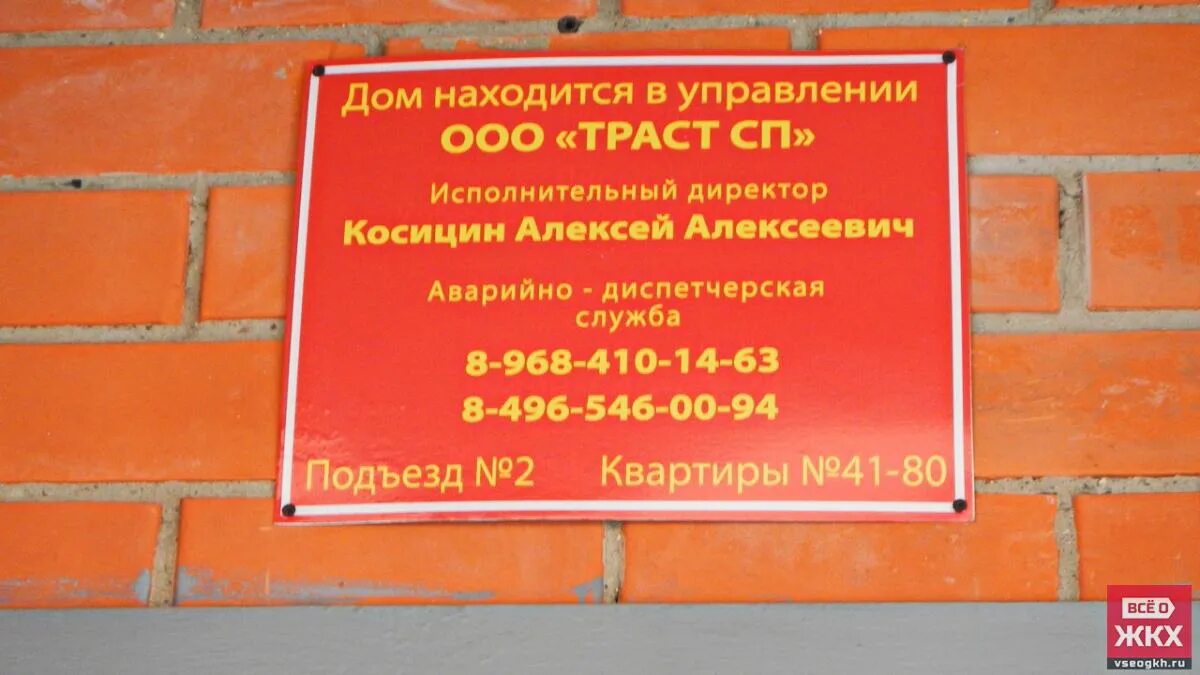 Дом находится в управлении
ООО «ТРАСТ СП»
Исполнительный директор
Косицин Алексей Алексеевич
Аварийно - диспетчерская
служба
8-968-410-14-63
8-496-546-00-94
Подъезд №2 Квартиры №41-80
ВСЁ О
ЖКХ
vseogkh.ru